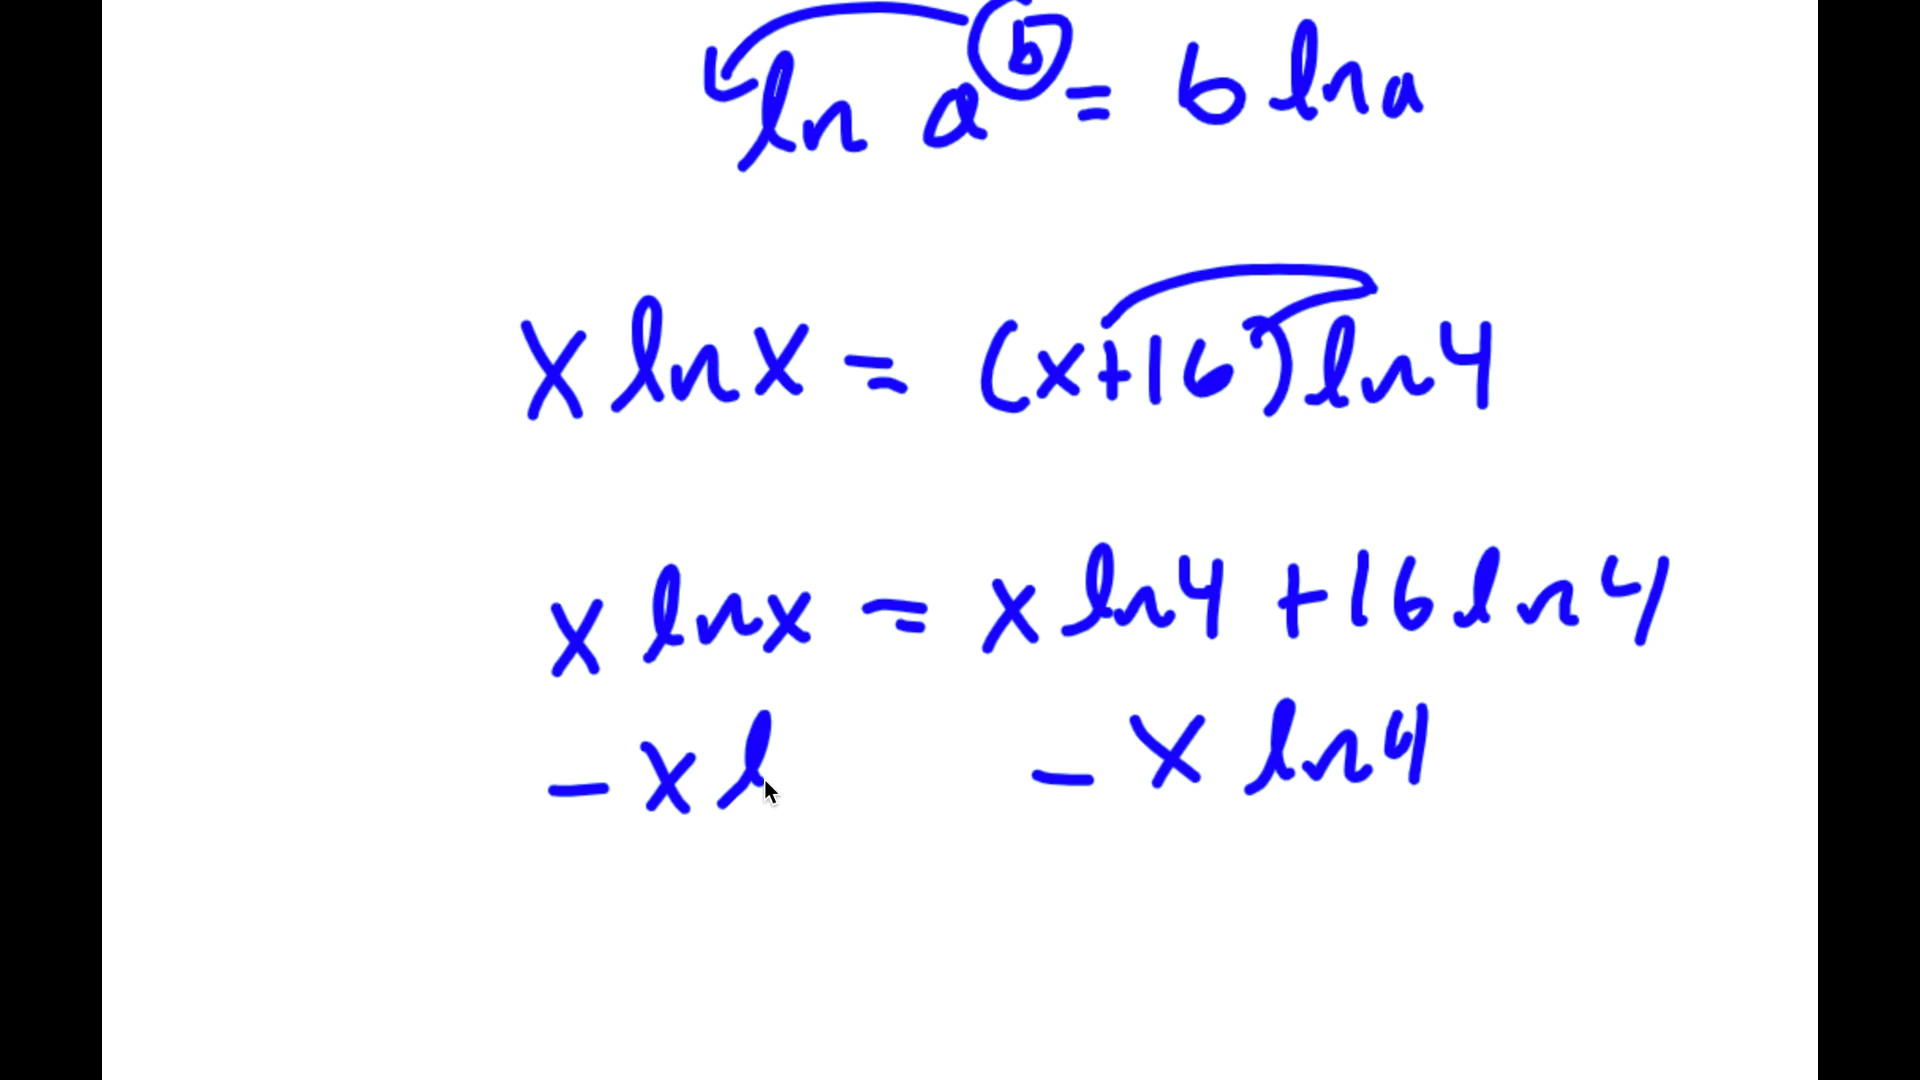 ln a^b = b ln a
x ln x = (x+16) ln 4
x ln x = x ln 4 + 16 ln 4
- x l - x ln 4